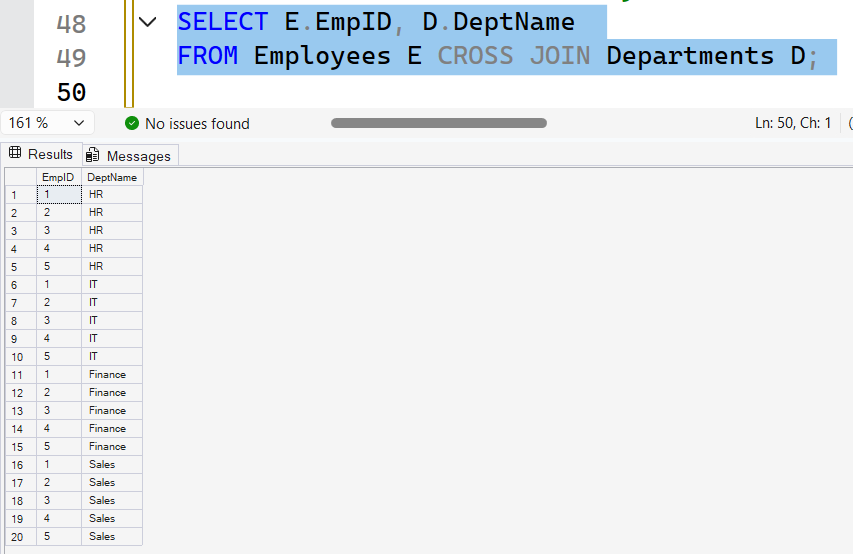 48 SELECT E.EmpID, D.DeptName
49 FROM Employees E CROSS JOIN Departments D;
50
161 % No issues found Ln: 50, Ch: 1 (
Results Messages
EmpID DeptName
1 1 HR
2 2 HR
3 3 HR
4 4 HR
5 5 HR
6 1 IT
7 2 IT
8 3 IT
9 4 IT
10 5 IT
11 1 Finance
12 2 Finance
13 3 Finance
14 4 Finance
15 5 Finance
16 1 Sales
17 2 Sales
18 3 Sales
19 4 Sales
20 5 Sales